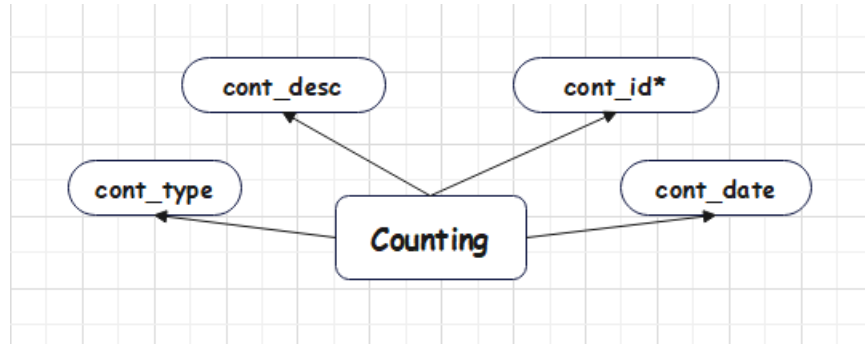 cont_desc
cont_id*
cont_type
cont_date
Counting